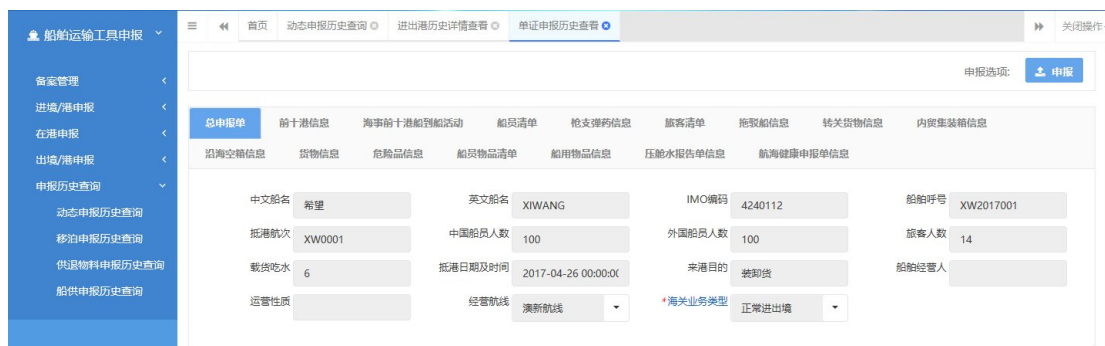 船舶运输工具申报
首页 动态申报历史查询 进出港历史详情查看 单证申报历史查看 关闭操作
备案管理
进境/港申报
在港申报
出境/港申报
申报历史查询
动态申报历史查询
移泊申报历史查询
供退物料申报历史查询
船供申报历史查询
申报选项: 申报
总申报单 前十港信息 海事前十港船到船活动 船员清单 枪支弹药信息 旅客清单 拖驳船信息 转关货物信息 内贸集装箱信息
沿海空箱信息 货物信息 危险品信息 船员物品清单 船用物品信息 压舱水报告单信息 航海健康申报单信息
中文船名 希望 英文船名 XIWANG IMO编码 4240112 船舶呼号 XW2017001
抵港航次 XW0001 中国船员人数 100 外国船员人数 100 旅客人数 14
载货吃水 6 抵港日期及时间 2017-04-26 00:00:0( 来港目的 装卸货 船舶经营人
运营性质 经营航线 澳新航线 *海关业务类型 正常进出境